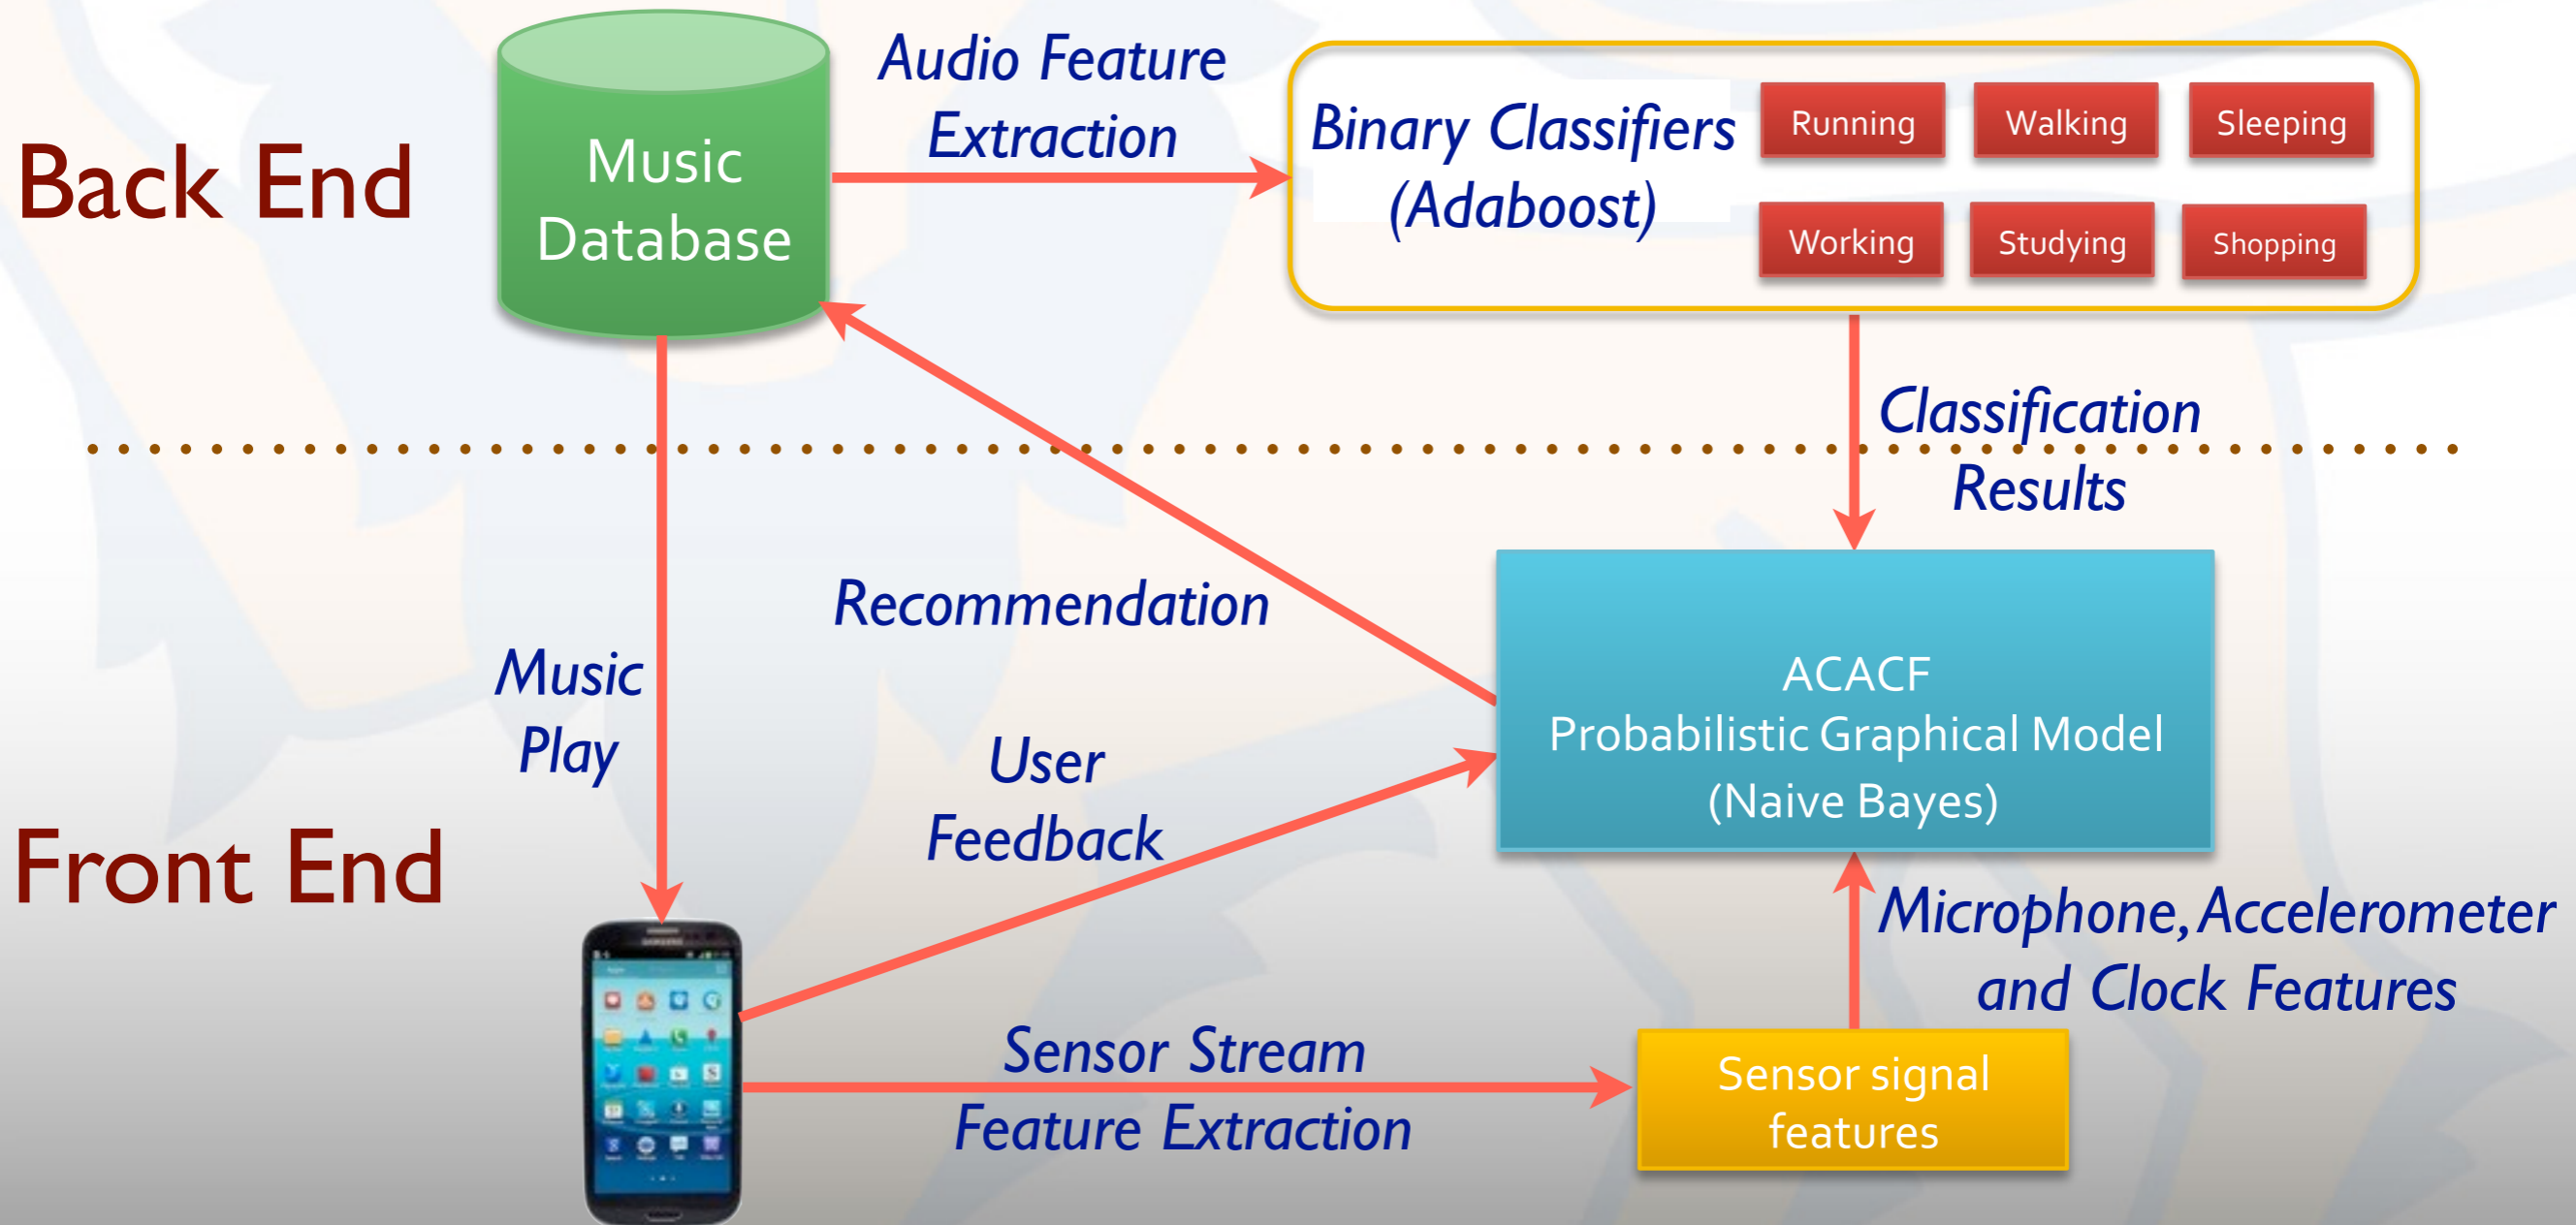 Back End
Music
Database
Audio Feature
Extraction
Binary Classifiers
(Adaboost)
Running
Walking
Sleeping
Working
Studying
Shopping
Classification
Results
Recommendation
Music
Play
User
Feedback
ACACF
Probabilistic Graphical Model
(Naive Bayes)
Front End
Microphone, Accelerometer
and Clock Features
Sensor Stream
Feature Extraction
Sensor signal
features
SAMSUNG